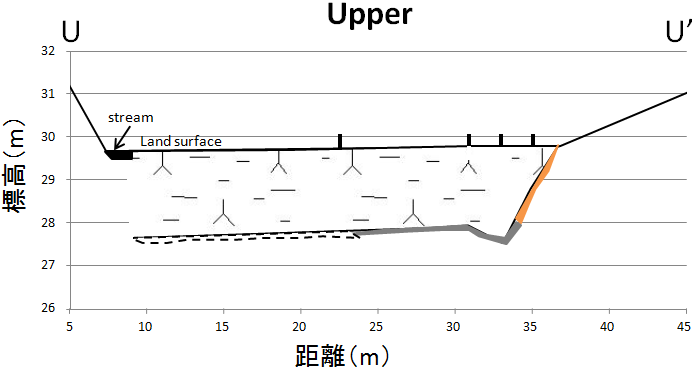 Upper
U U’
32
31
30
29
28
27
26
標高（m）
stream
Land surface
5 10 15 20 25 30 35 40 45
距離（m）